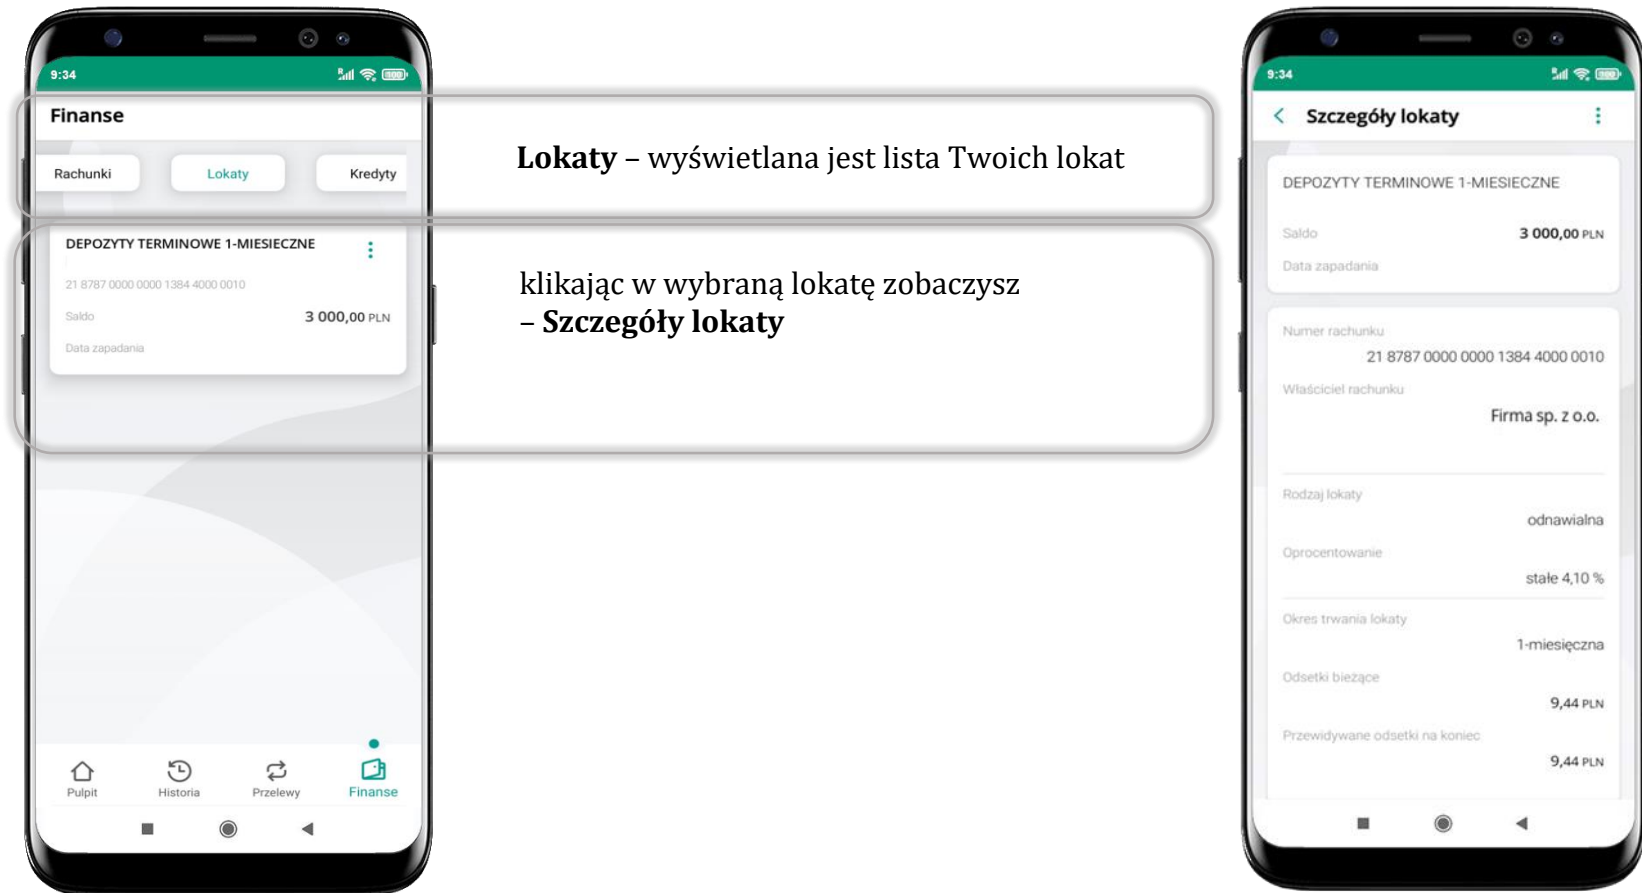 9:34
Finanse
Rachunki
Lokaty
Kredyty
DEPOZYTY TERMINOWE 1-MIESIECZNE
21 8787 0000 0000 1384 4000 0010
Saldo 3 000,00 PLN
Data zapadania
Pulpit
Historia
Przelewy
Finanse
Lokaty – wyświetlana jest lista Twoich lokat
klikając w wybraną lokatę zobaczysz
– Szczegóły lokaty
9:34
Szczegóły lokaty
DEPOZYTY TERMINOWE 1-MIESIECZNE
Saldo 3 000,00 PLN
Data zapadania
Numer rachunku
21 8787 0000 0000 1384 4000 0010
Właściciel rachunku
Firma sp. z o.o.
Rodzaj lokaty
odnawialna
Oprocentowanie
stałe 4,10 %
Okres trwania lokaty
1-miesięczna
Odsetki bieżące
9,44 PLN
Przewidywane odsetki na koniec
9,44 PLN